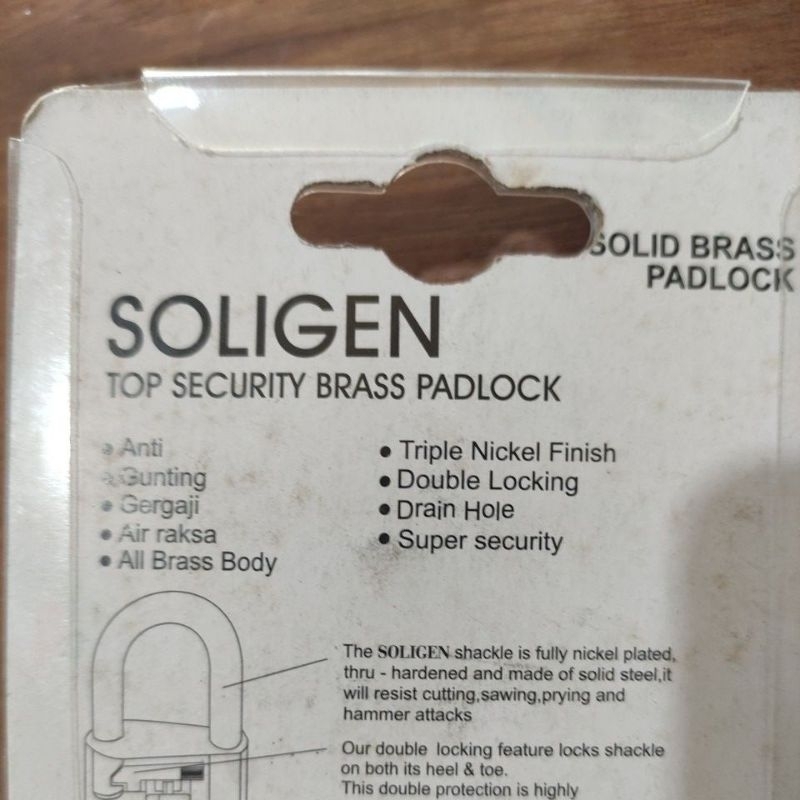 SOLID BRASS
PADLOCK
SOLIGEN
TOP SECURITY BRASS PADLOCK
• Anti
• Gunting
• Gergaji
• Air raksa
• All Brass Body
• Triple Nickel Finish
• Double Locking
• Drain Hole
• Super security
The SOLIGEN shackle is fully nickel plated,
thru - hardened and made of solid steel,it
will resist cutting,sawing,prying and
hammer attacks
Our double locking feature locks shackle
on both its heel & toe.
This double protection is highly